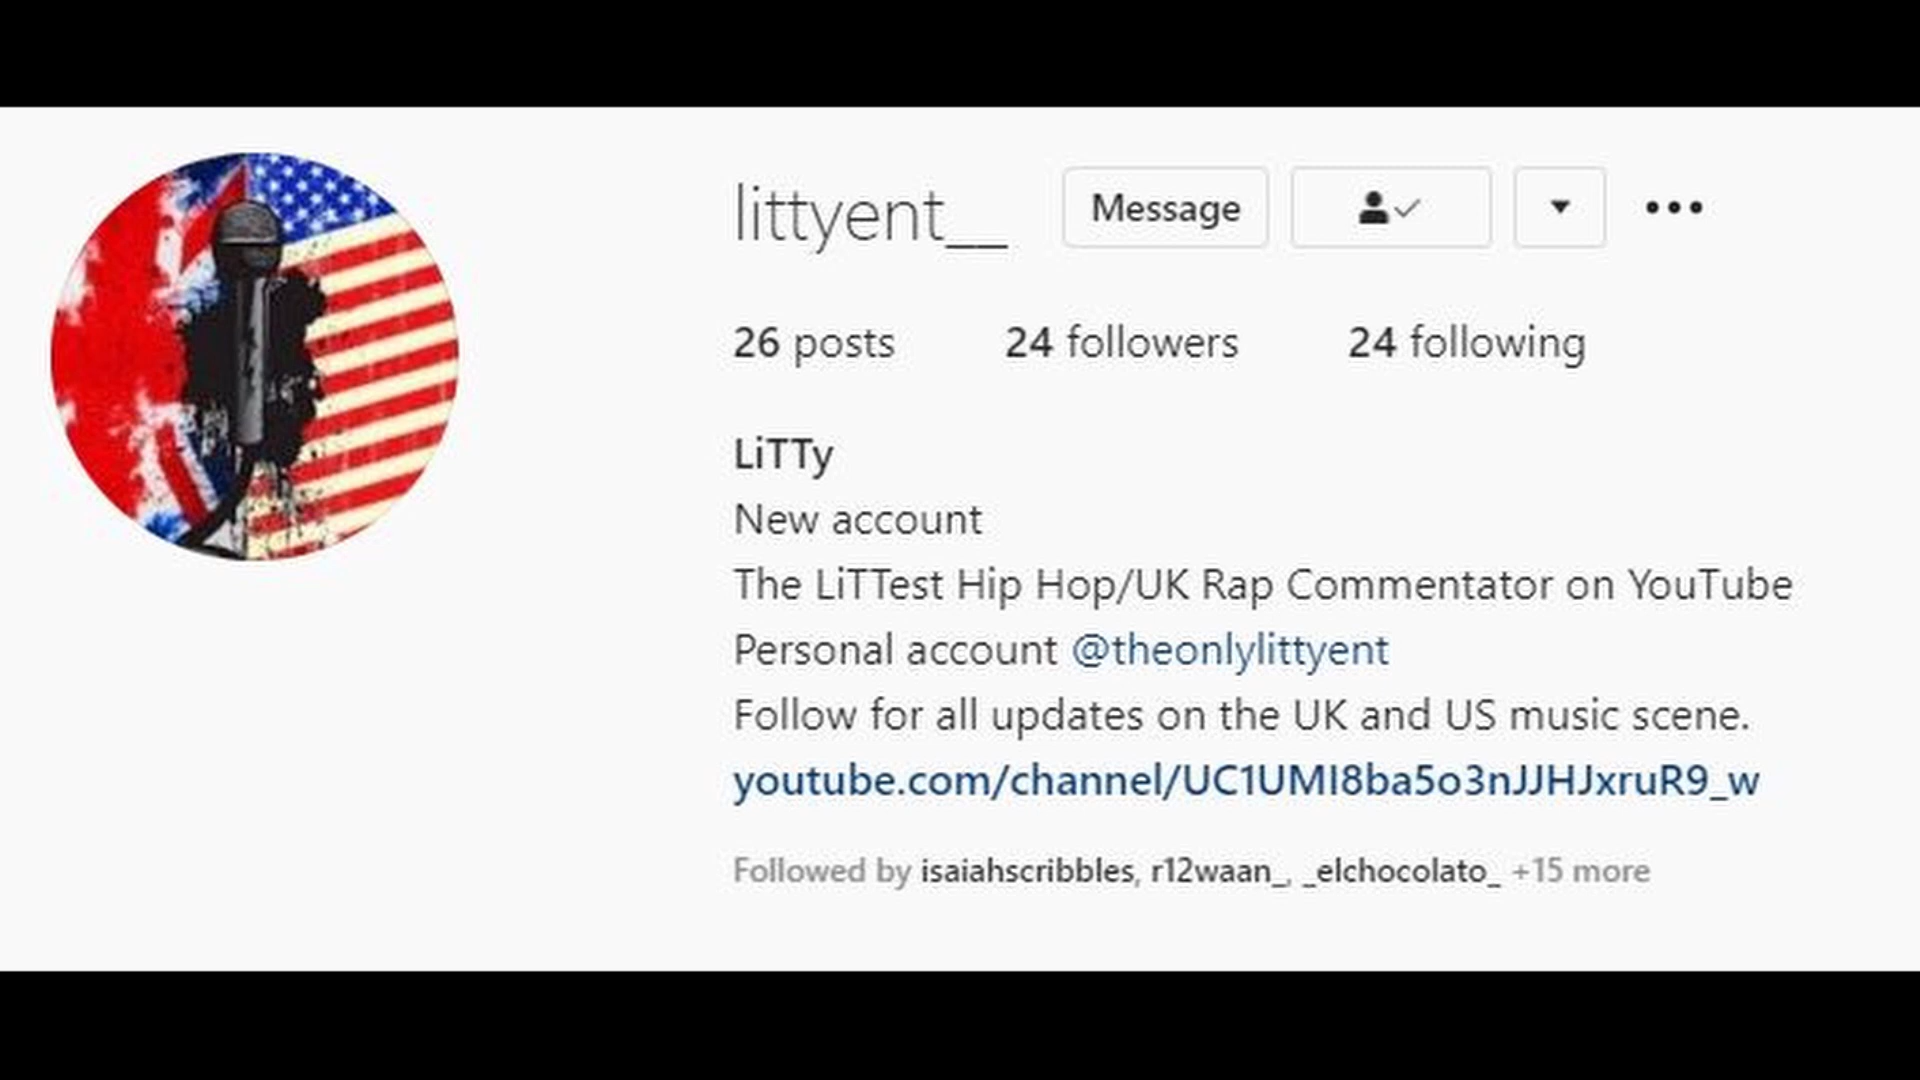 littyent__ Message
26 posts 24 followers 24 following
LiTTy
New account
The LiTTest Hip Hop/UK Rap Commentator on YouTube
Personal account @theonlylittyent
Follow for all updates on the UK and US music scene.
youtube.com/channel/UC1UMI8ba5o3nJJHJxruR9_w
Followed by isaiahscribbles, r12waan_, _elchocolato_ +15 more